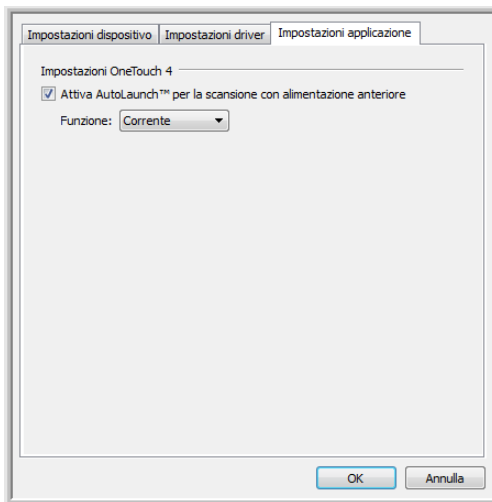 Impostazioni dispositivo Impostazioni driver Impostazioni applicazione
Impostazioni OneTouch 4
Attiva AutoLaunch™ per la scansione con alimentazione anteriore
Funzione: Corrente
OK Annulla